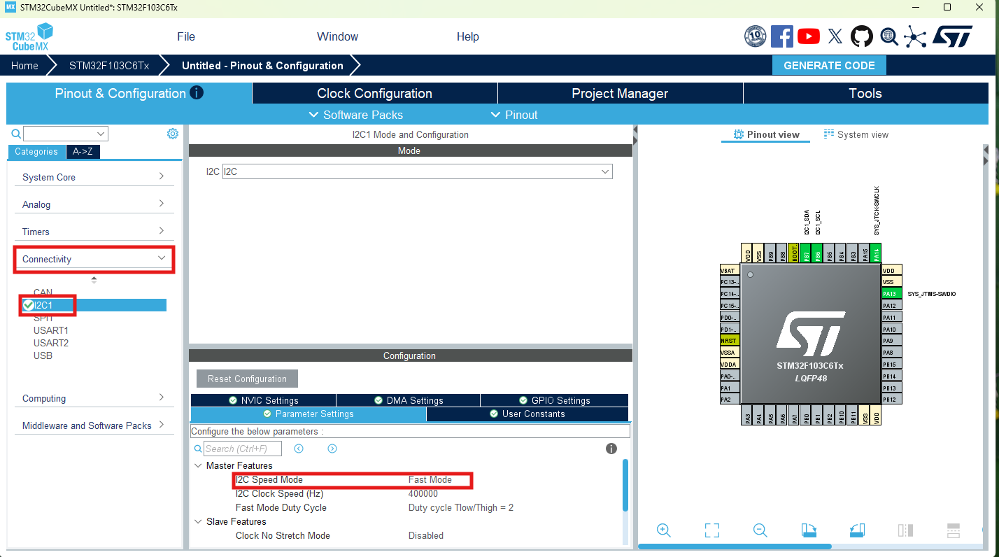 STM32CubeMX Untitled*: STM32F103C6Tx
STM32
CubeMX
File
Window
Help
10
Home
STM32F103C6Tx
Untitled - Pinout & Configuration
GENERATE CODE
Pinout & Configuration
Clock Configuration
Project Manager
Tools
Software Packs
Pinout
Categories
A->Z
System Core
Analog
Timers
Connectivity
CAN
I2C1
SPI1
USART1
USART2
USB
Computing
Middleware and Software Packs
I2C1 Mode and Configuration
Mode
I2C I2C
Configuration
Reset Configuration
NVIC Settings
DMA Settings
GPIO Settings
Parameter Settings
User Constants
Configure the below parameters :
Search (Ctrl+F)
Master Features
I2C Speed Mode Fast Mode
I2C Clock Speed (Hz) 400000
Fast Mode Duty Cycle Duty cycle Tlow/Thigh = 2
Slave Features
Clock No Stretch Mode Disabled
Pinout view
System view
I2C1_SDA
I2C1_SCL
SYS_JTCK-SWCLK
VDD
VSS
PB9
PB8
BOOT..
PB7
PB6
PB5
PB4
PB3
PA15
PA14
VBAT
PC13-..
PC14-..
PC15-..
PD0-..
PD1-..
NRST
VSSA
VDDA
PA0-..
PA1
PA2
VDD
VSS
PA13
SYS_JTMS-SWDIO
PA12
PA11
PA10
PA9
PA8
PB15
PB14
PB13
PB12
STM32F103C6Tx
LQFP48
PA3
PA4
PA5
PA6
PA7
PB0
PB1
PB2
PB10
PB11
VSS
VDD